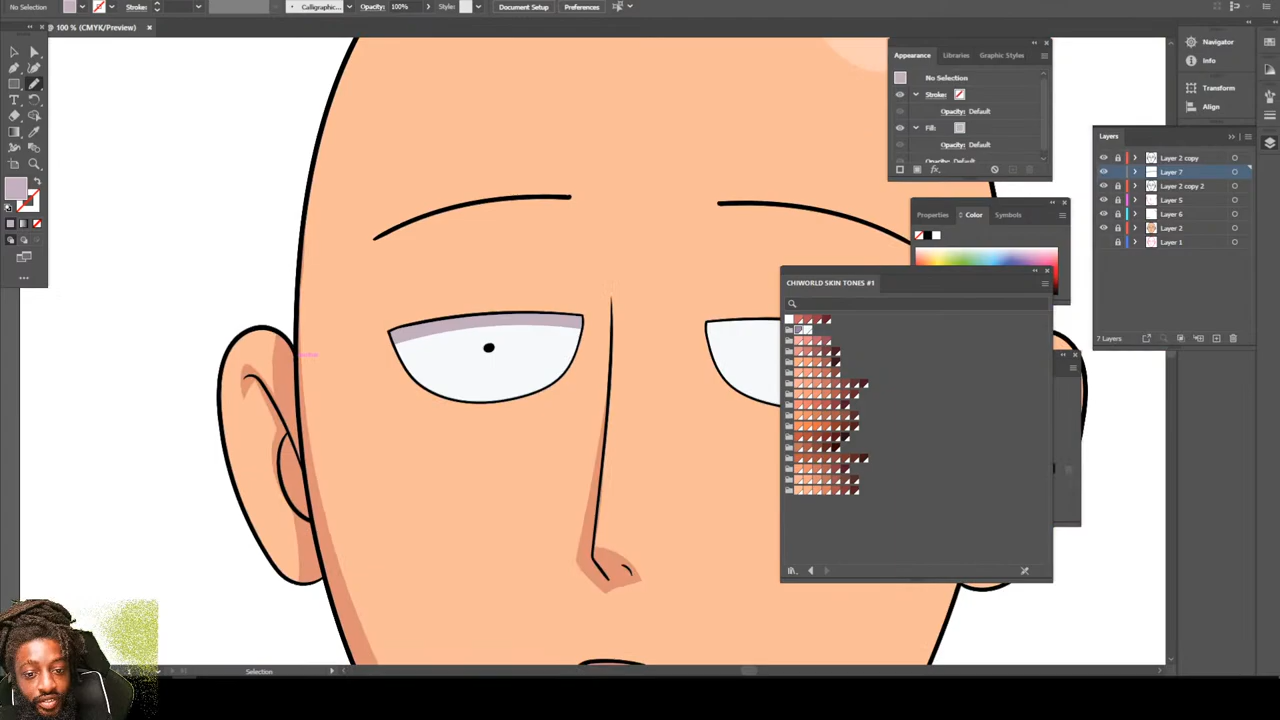 No Selection
Stroke:
Calligraphic...
Opacity: 100%
Style:
Document Setup
Preferences
100 % (CMYK/Preview)
Appearance Libraries Graphic Styles
No Selection
Stroke:
Opacity: Default
Fill:
Opacity: Default
Opacity: Default
fx.
Navigator
Info
Transform
Align
Layers
Layer 2 copy
Layer 7
Layer 2 copy 2
Layer 5
Layer 6
Layer 2
Layer 1
7 Layers
Properties Color Symbols
CHIWORLD SKIN TONES #1
Selection